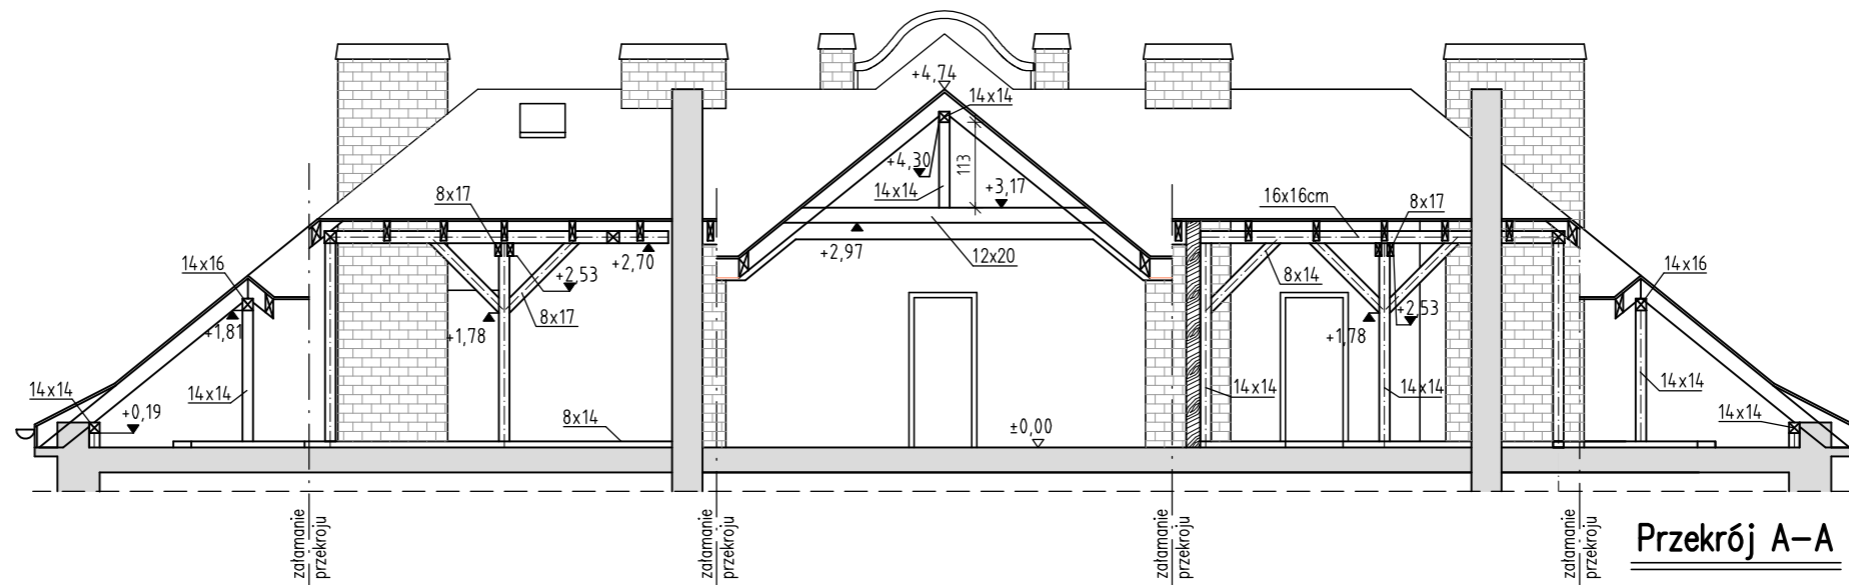 +4,74
14x14
+4,30
113
14x14
+3,17
8x17
16x16cm
8x17
+2,53
+2,70
+2,97
12x20
8x14
+2,53
14x16
14x16
+1,81
+1,78
8x17
+1,78
14x14
14x14
14x14
14x14
14x14
14x14
+0,19
8x14
±0,00
załamanie
przekroju
załamanie
przekroju
załamanie
przekroju
załamanie
przekroju
Przekrój A-A